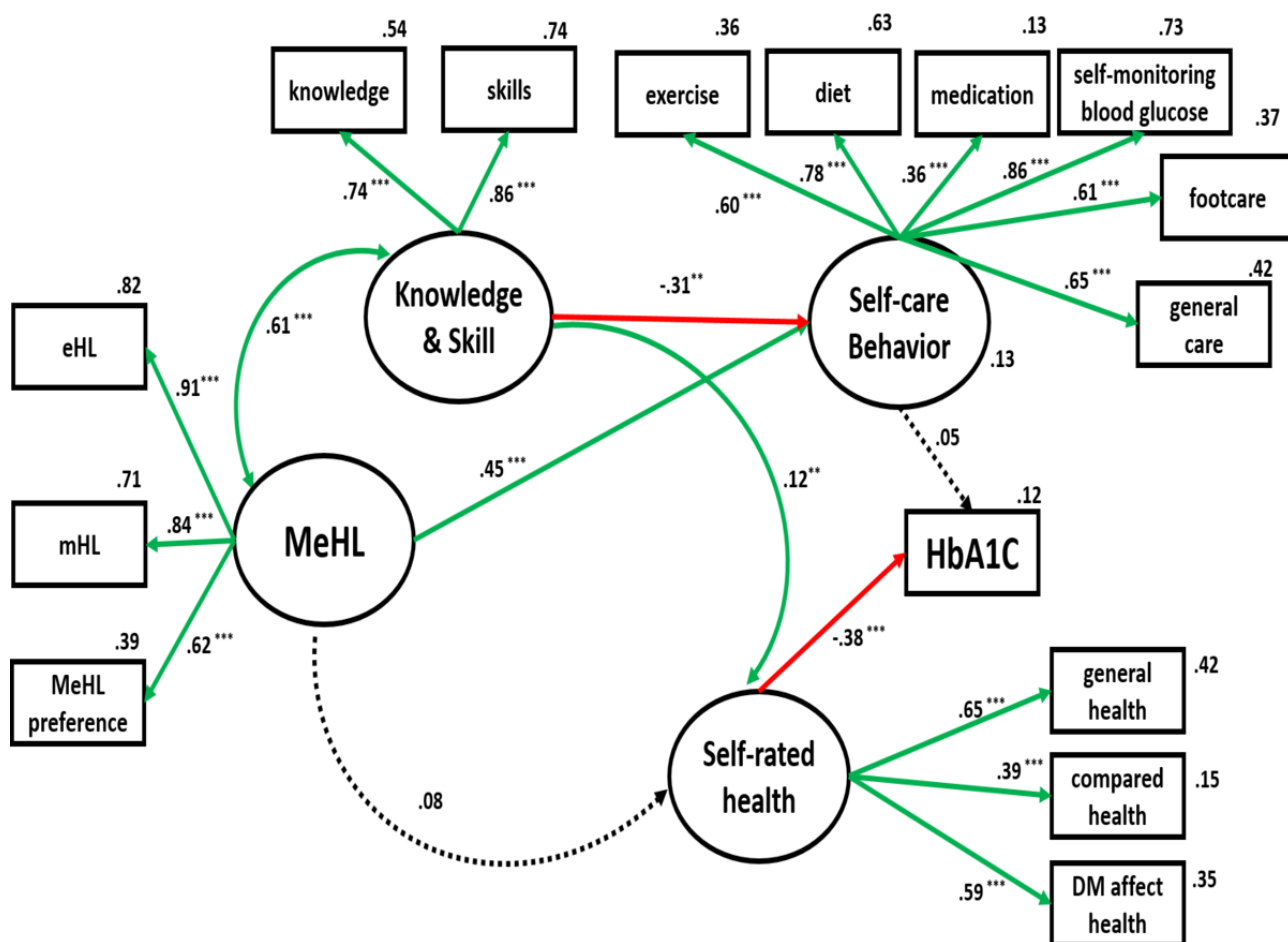 .54
.74
.36
.63
.13
.73
knowledge
skills
exercise
diet
medication
self-monitoring
blood glucose
.37
footcare
.74 ***
.86 ***
.60 ***
.78 ***
.36 ***
.86 ***
.61 ***
.65 ***
.42
general
care
Knowledge
& Skill
-.31**
Self-care
Behavior
.13
.82
eHL
.61 ***
.91***
.45 ***
.12**
.05
.12
HbA1C
.71
mHL
.84 ***
MeHL
.39
MeHL
preference
.62 ***
-.38 ***
.08
Self-rated
health
.65 ***
general
health
.42
.39 ***
compared
health
.15
.59 ***
DM affect
health
.35